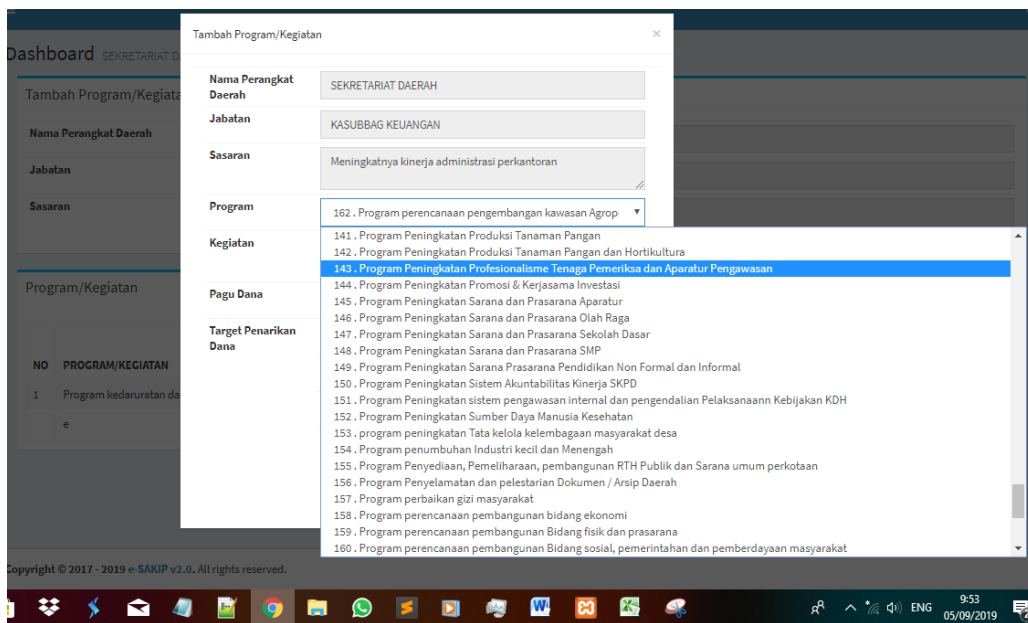 Tambah Program/Kegiatan
×
Dashboard SEKRETARIAT D
Tambah Program/Kegiata
Nama Perangkat Daerah
Jabatan
Sasaran
Nama Perangkat
Daerah
SEKRETARIAT DAERAH
Jabatan
KASUBBAG KEUANGAN
Sasaran
Meningkatnya kinerja administrasi perkantoran
Program
162 . Program perencanaan pengembangan kawasan Agrop
Kegiatan
Pagu Dana
Target Penarikan
Dana
141 . Program Peningkatan Produksi Tanaman Pangan
142 . Program Peningkatan Produksi Tanaman Pangan dan Hortikultura
143 . Program Peningkatan Profesionalisme Tenaga Pemeriksa dan Aparatur Pengawasan
144 . Program Peningkatan Promosi & Kerjasama Investasi
145 . Program Peningkatan Sarana dan Prasarana Aparatur
146 . Program Peningkatan Sarana dan Prasarana Olah Raga
147 . Program Peningkatan Sarana dan Prasarana Sekolah Dasar
148 . Program Peningkatan Sarana dan Prasarana SMP
149 . Program Peningkatan Sarana Prasarana Pendidikan Non Formal dan Informal
150 . Program Peningkatan Sistem Akuntabilitas Kinerja SKPD
151 . Program Peningkatan sistem pengawasan internal dan pengendalian Pelaksanaann Kebijakan KDH
152 . Program Peningkatan Sumber Daya Manusia Kesehatan
153 . program peningkatan Tata kelola kelembagaan masyarakat desa
154 . Program penumbuhan Industri kecil dan Menengah
155 . Program Penyediaan, Pemeliharaan, pembangunan RTH Publik dan Sarana umum perkotaan
156 . Program Penyelamatan dan pelestarian Dokumen / Arsip Daerah
157 . Program perbaikan gizi masyarakat
158 . Program perencanaan pembangunan bidang ekonomi
159 . Program perencanaan pembangunan Bidang fisik dan prasarana
160 . Program perencanaan pembangunan Bidang sosial, pemerintahan dan pemberdayaan masyarakat
Program/Kegiatan
NO PROGRAM/KEGIATAN
1 Program kedaruratan da
e
Copyright © 2017 - 2019 e-SAKIP v2.0. All rights reserved.
ENG
9:53
05/09/2019